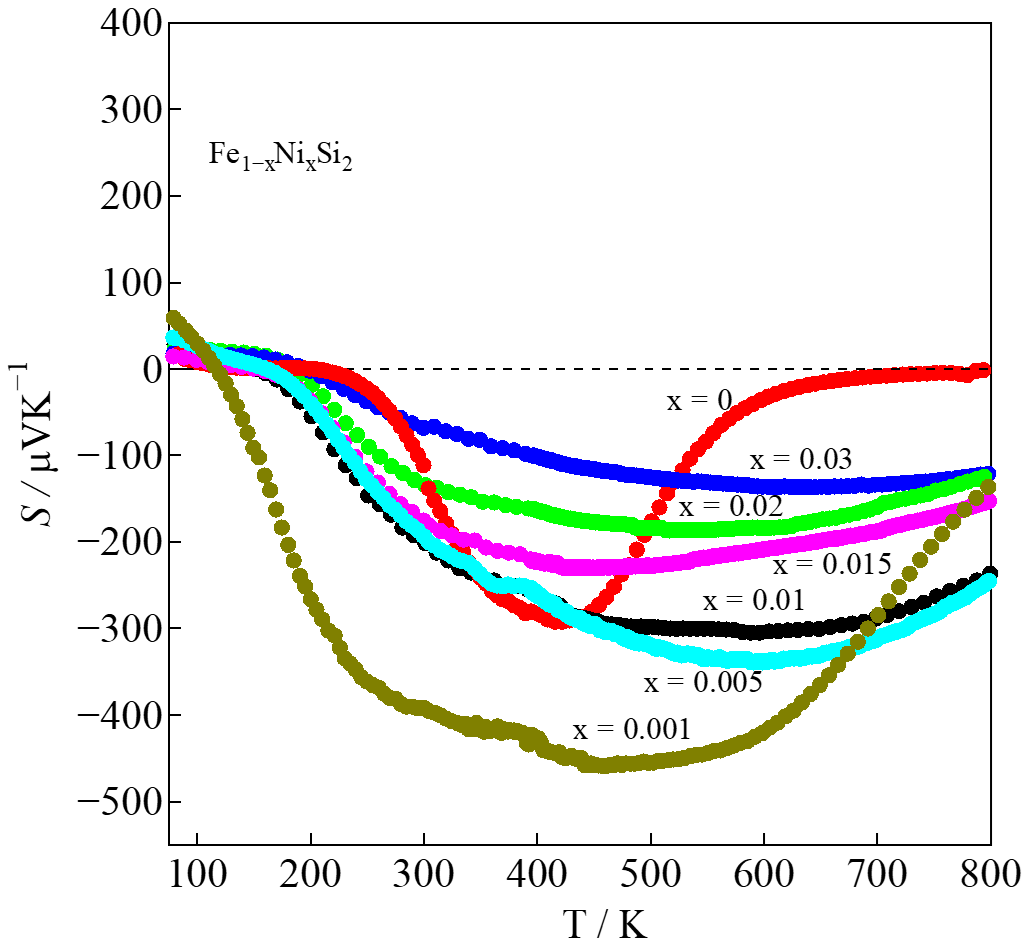 400
300
200
100
0
−100
−200
−300
−400
−500
S / μVK⁻¹
Fe₁₋ₓNiₓSi₂
x = 0
x = 0.03
x = 0.02
x = 0.015
x = 0.01
x = 0.005
x = 0.001
100 200 300 400 500 600 700 800
T / K